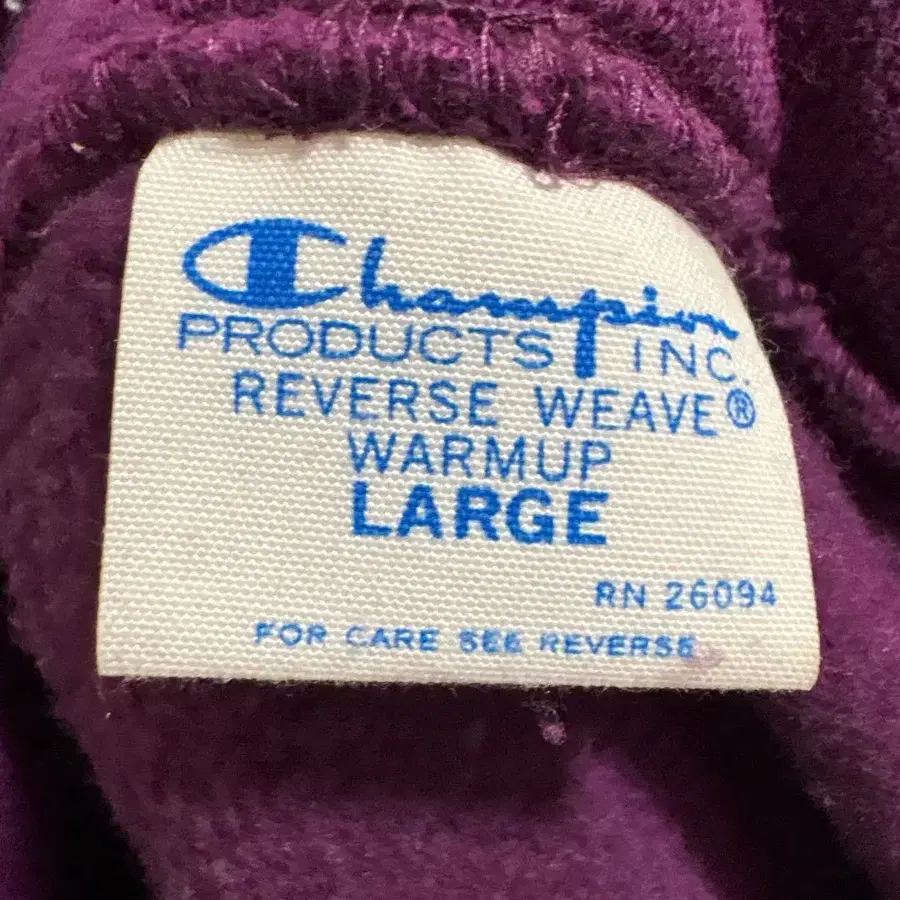 Champion
PRODUCTS INC.
REVERSE WEAVE®
WARMUP
LARGE
RN 26094
FOR CARE SEE REVERSE